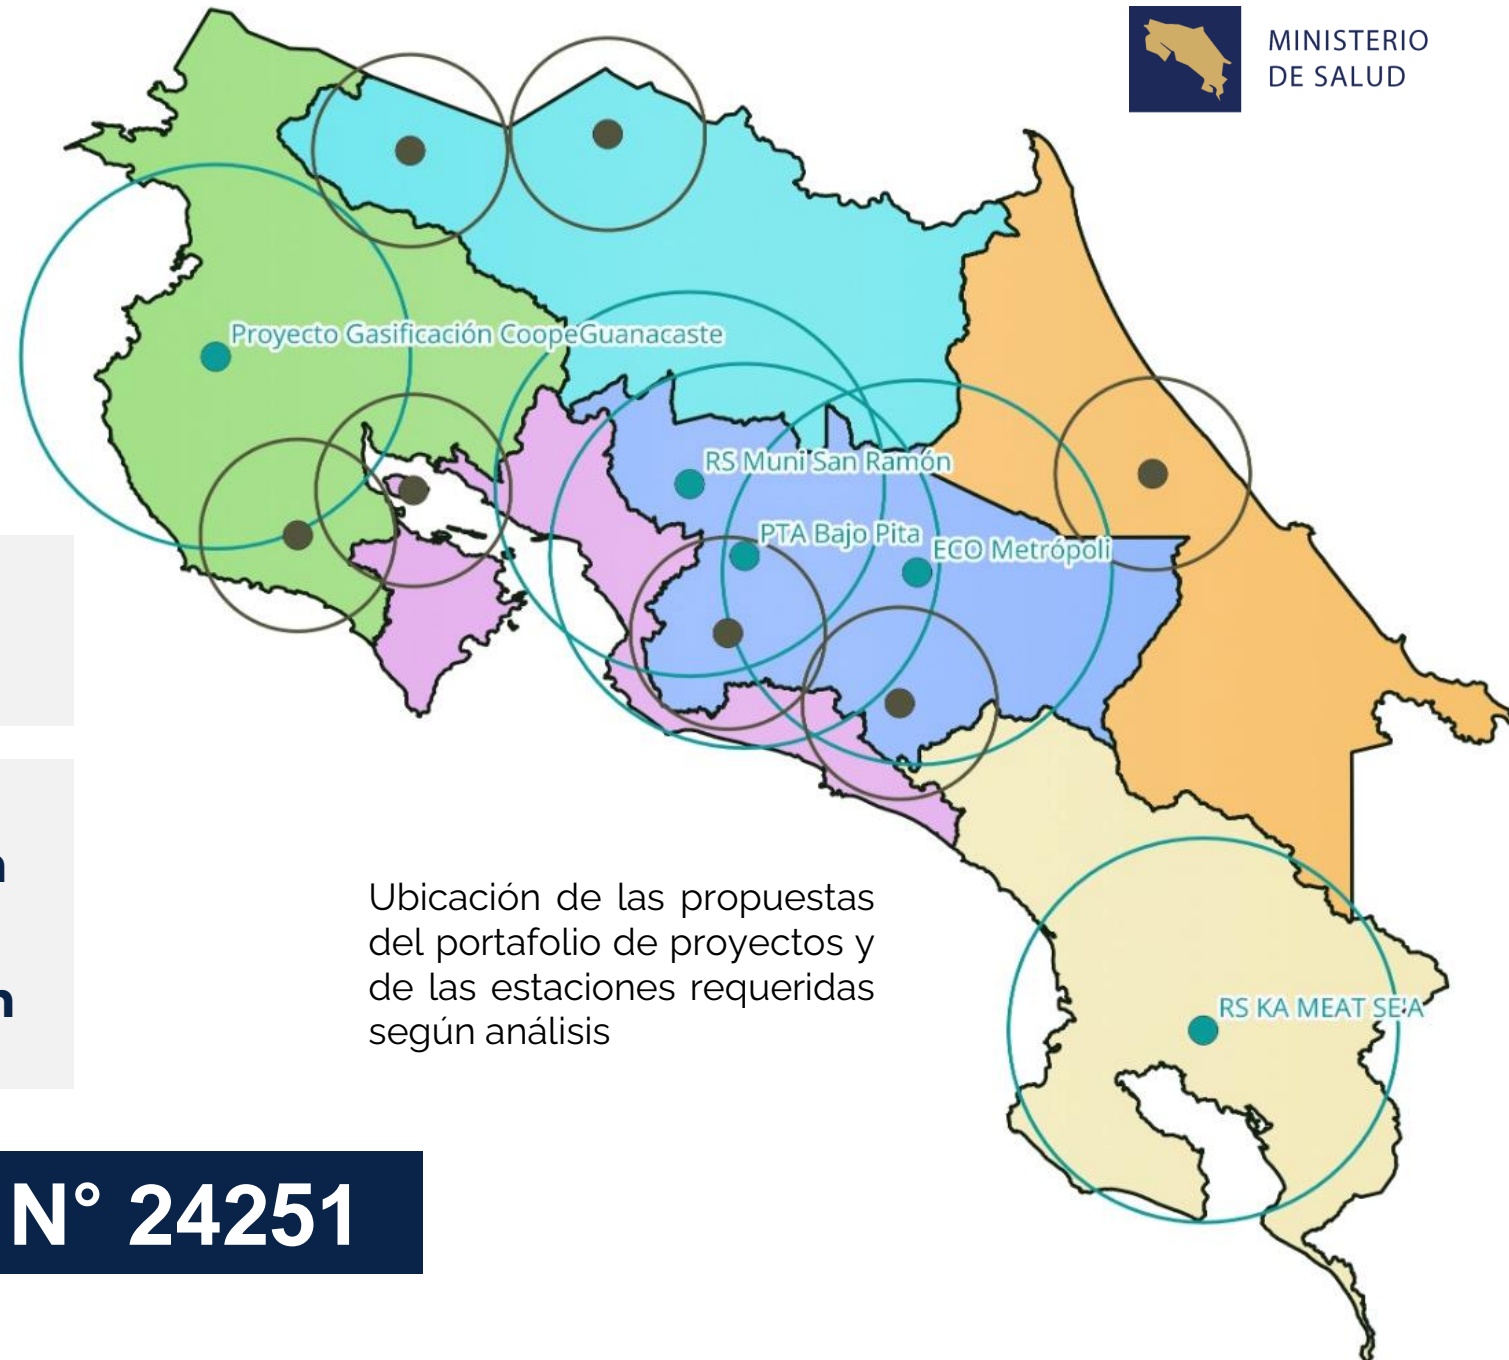 MINISTERIO
DE SALUD
Proyecto Gasificación CoopeGuanacaste
RS Muni San Ramón
PTA Bajo Pita
ECO Metrópoli
Ubicación de las propuestas
del portafolio de proyectos y
de las estaciones requeridas
según análisis
RS KA MEAT SEIA
N° 24251